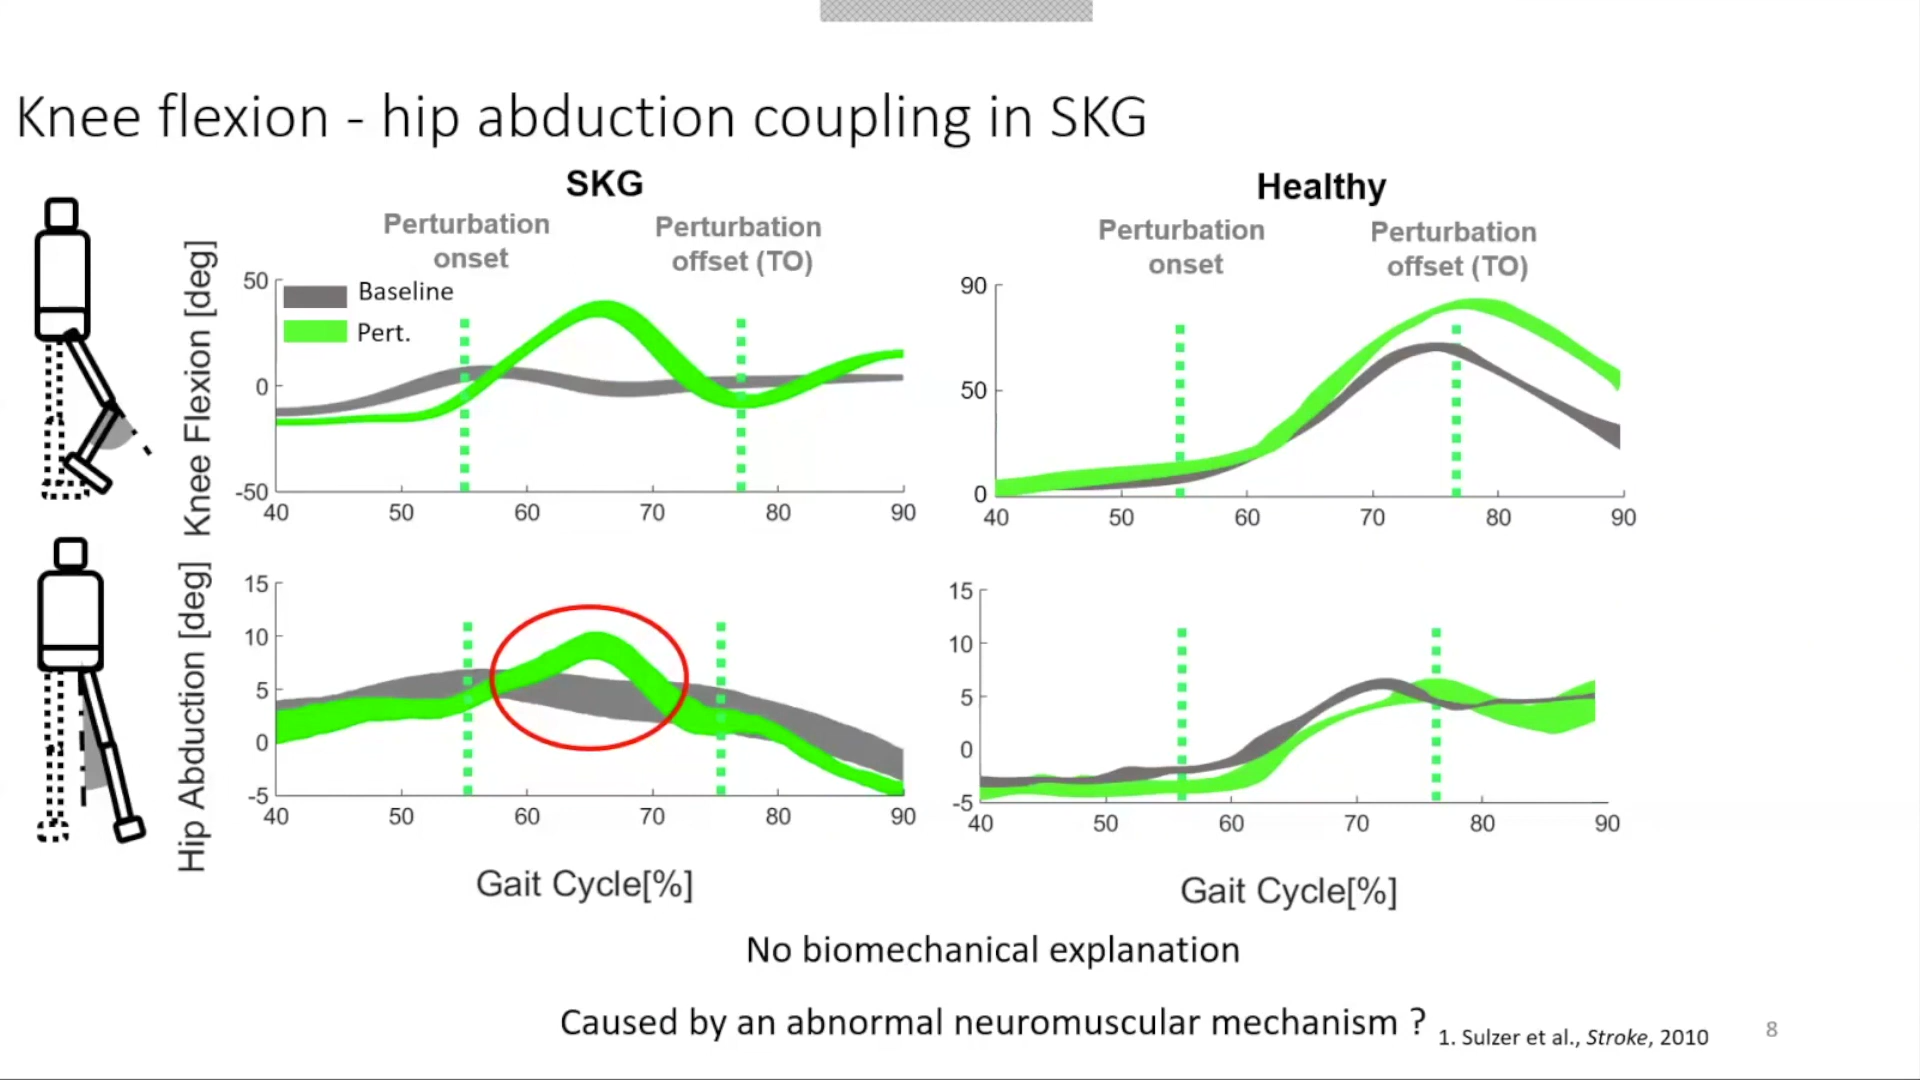 Knee flexion - hip abduction coupling in SKG
SKG
Perturbation
onset
Perturbation
offset (TO)
Baseline
Pert.
Knee Flexion [deg]
50
0
-50
40 50 60 70 80 90
Healthy
Perturbation
onset
Perturbation
offset (TO)
90
50
0
40 50 60 70 80 90
Hip Abduction [deg]
15
10
5
0
-5
40 50 60 70 80 90
Gait Cycle[%]
15
10
5
0
-5
40 50 60 70 80 90
Gait Cycle[%]
No biomechanical explanation
Caused by an abnormal neuromuscular mechanism ?
1. Sulzer et al., Stroke, 2010
8